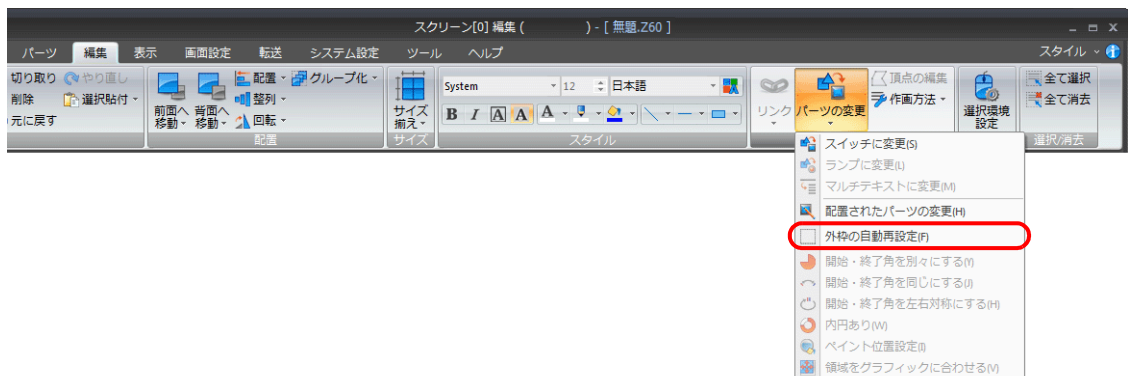 スクリーン[0] 編集 ( ) - [ 無題.Z60 ]
パーツ 編集 表示 画面設定 転送 システム設定 ツール ヘルプ スタイル
切り取り やり直し
削除 選択貼付
元に戻す
前面へ移動 背面へ移動
配置 グループ化
整列
回転
配置
サイズ揃え
サイズ
System 12 日本語
B I A A A
スタイル
リンク パーツの変更
頂点の編集
作画方法
選択環境設定
全て選択
全て消去
選択/消去
スイッチに変更(S)
ランプに変更(L)
マルチテキストに変更(M)
配置されたパーツの変更(H)
外枠の自動再設定(F)
開始・終了角を別々にする(Y)
開始・終了角を同じにする(J)
開始・終了角を左右対称にする(H)
内円あり(W)
ペイント位置設定(I)
領域をグラフィックに合わせる(V)